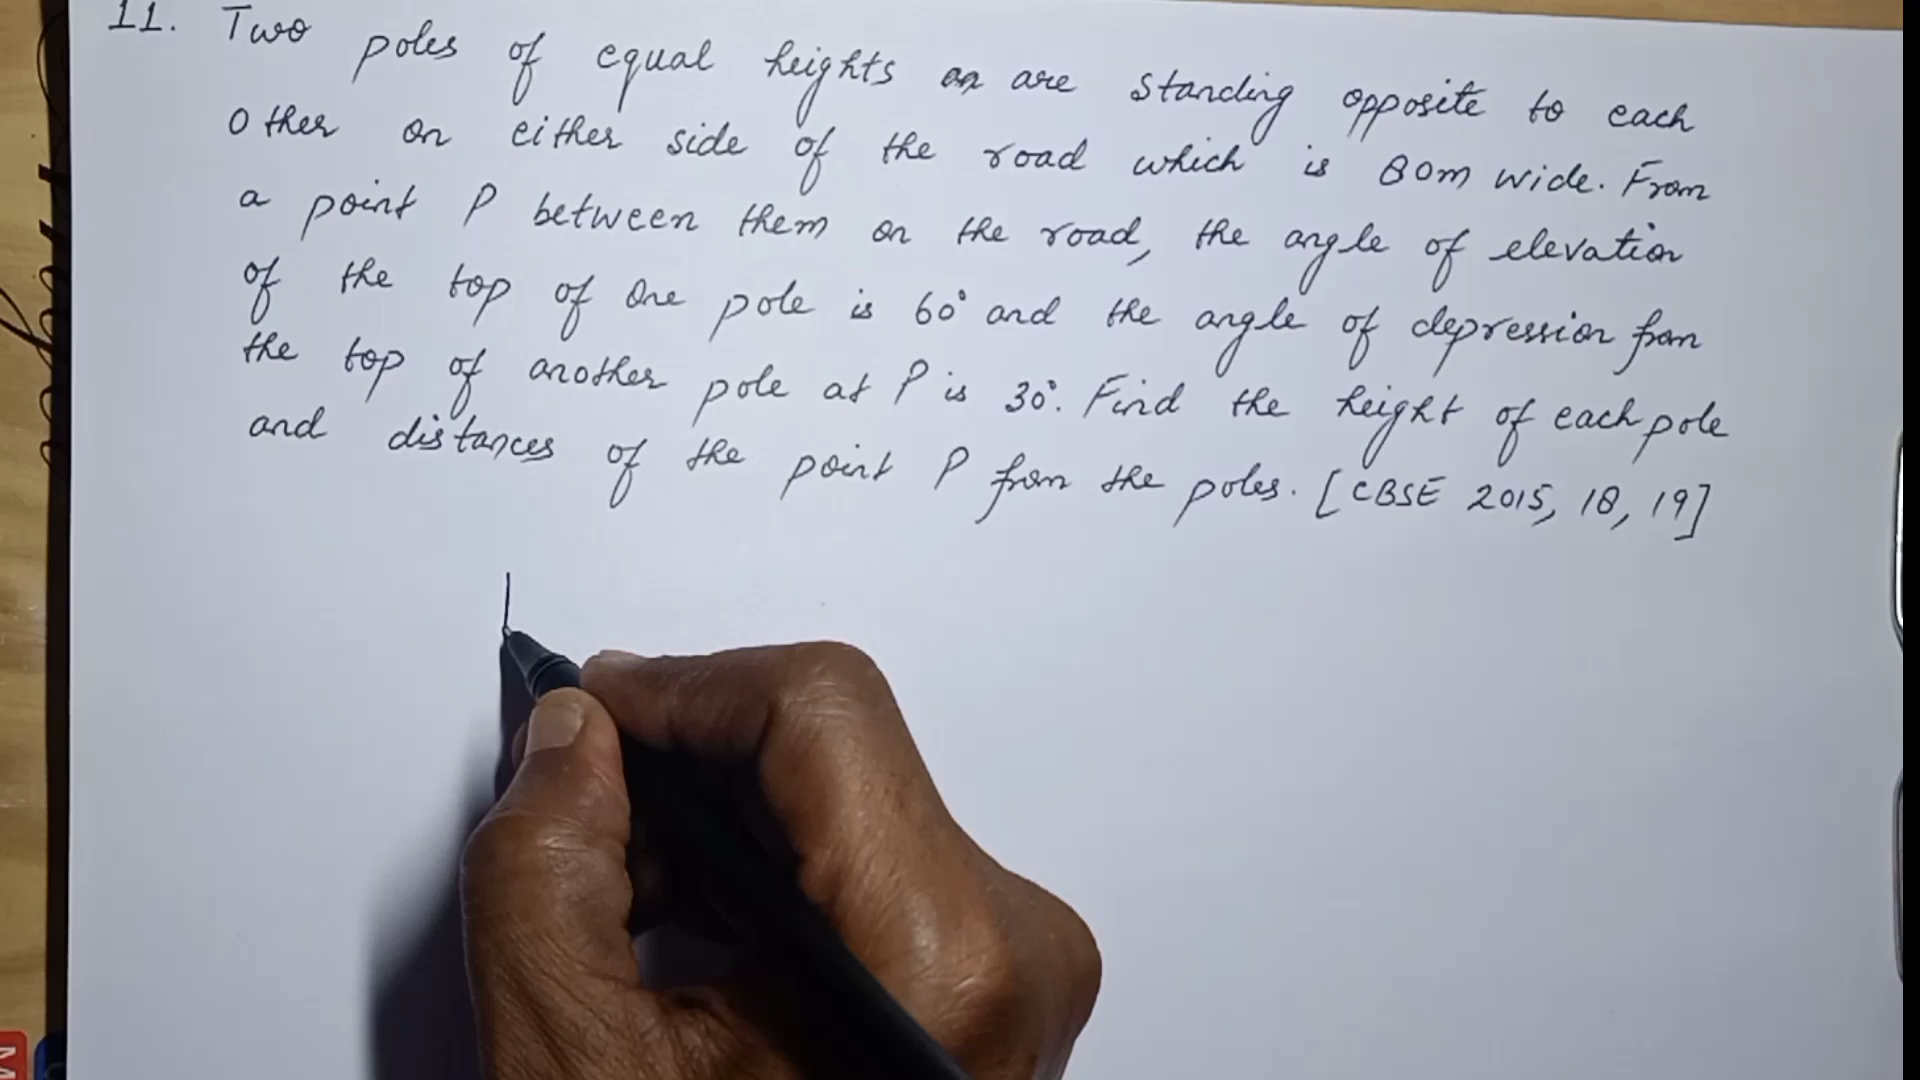 11. Two poles of equal heights an are standing opposite to each
other on either side of the road which is 80m wide. From
a point P between them on the road, the angle of elevation
of the top of one pole is 60° and the angle of depression from
the top of another pole at P is 30°. Find the height of each pole
and distances of the point P from the poles. [CBSE 2015, 18, 19]